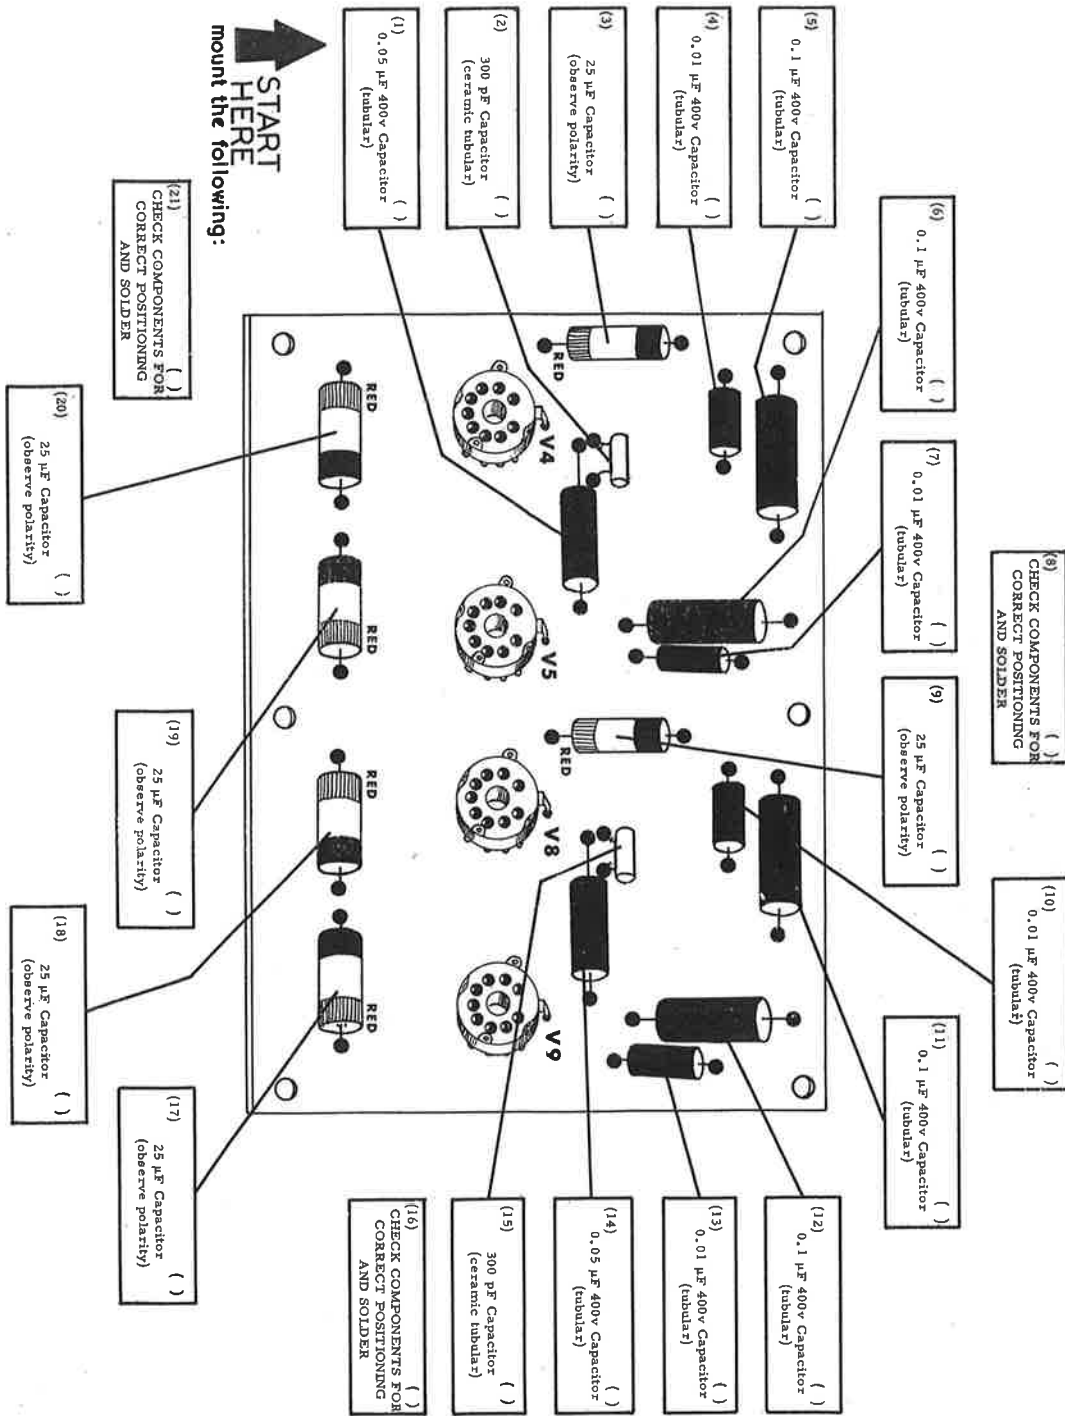 START
HERE
mount the following:
(1) ( )
0.05 µF 400v Capacitor
(tubular)
(2) ( )
300 pF Capacitor
(ceramic tubular)
(3) ( )
25 µF Capacitor
(observe polarity)
(4) ( )
0.01 µF 400v Capacitor
(tubular)
(5) ( )
0.1 µF 400v Capacitor
(tubular)
(6) ( )
0.1 µF 400v Capacitor
(tubular)
(7) ( )
0.01 µF 400v Capacitor
(tubular)
(8) ( )
CHECK COMPONENTS FOR
CORRECT POSITIONING
AND SOLDER
(9) ( )
25 µF Capacitor
(observe polarity)
(10) ( )
0.01 µF 400v Capacitor
(tubular)
(11) ( )
0.1 µF 400v Capacitor
(tubular)
(12) ( )
0.1 µF 400v Capacitor
(tubular)
(13) ( )
0.01 µF 400v Capacitor
(tubular)
(14) ( )
0.05 µF 400v Capacitor
(tubular)
(15) ( )
300 pF Capacitor
(ceramic tubular)
(16) ( )
CHECK COMPONENTS FOR
CORRECT POSITIONING
AND SOLDER
(17) ( )
25 µF Capacitor
(observe polarity)
(18) ( )
25 µF Capacitor
(observe polarity)
(19) ( )
25 µF Capacitor
(observe polarity)
(20) ( )
25 µF Capacitor
(observe polarity)
(21) ( )
CHECK COMPONENTS FOR
CORRECT POSITIONING
AND SOLDER
RED
RED
V4
V5
V8
V9
RED
RED
RED
RED